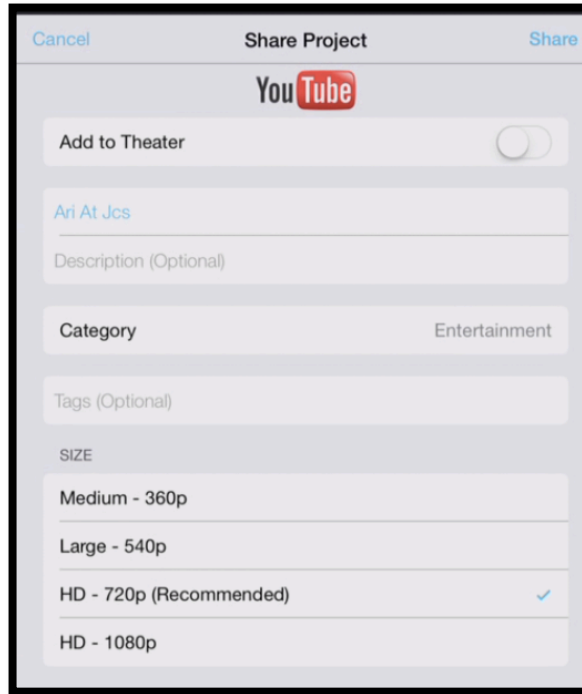 Cancel Share Project Share
YouTube
Add to Theater
Ari At Jcs
Description (Optional)
Category Entertainment
Tags (Optional)
SIZE
Medium - 360p
Large - 540p
HD - 720p (Recommended)
HD - 1080p